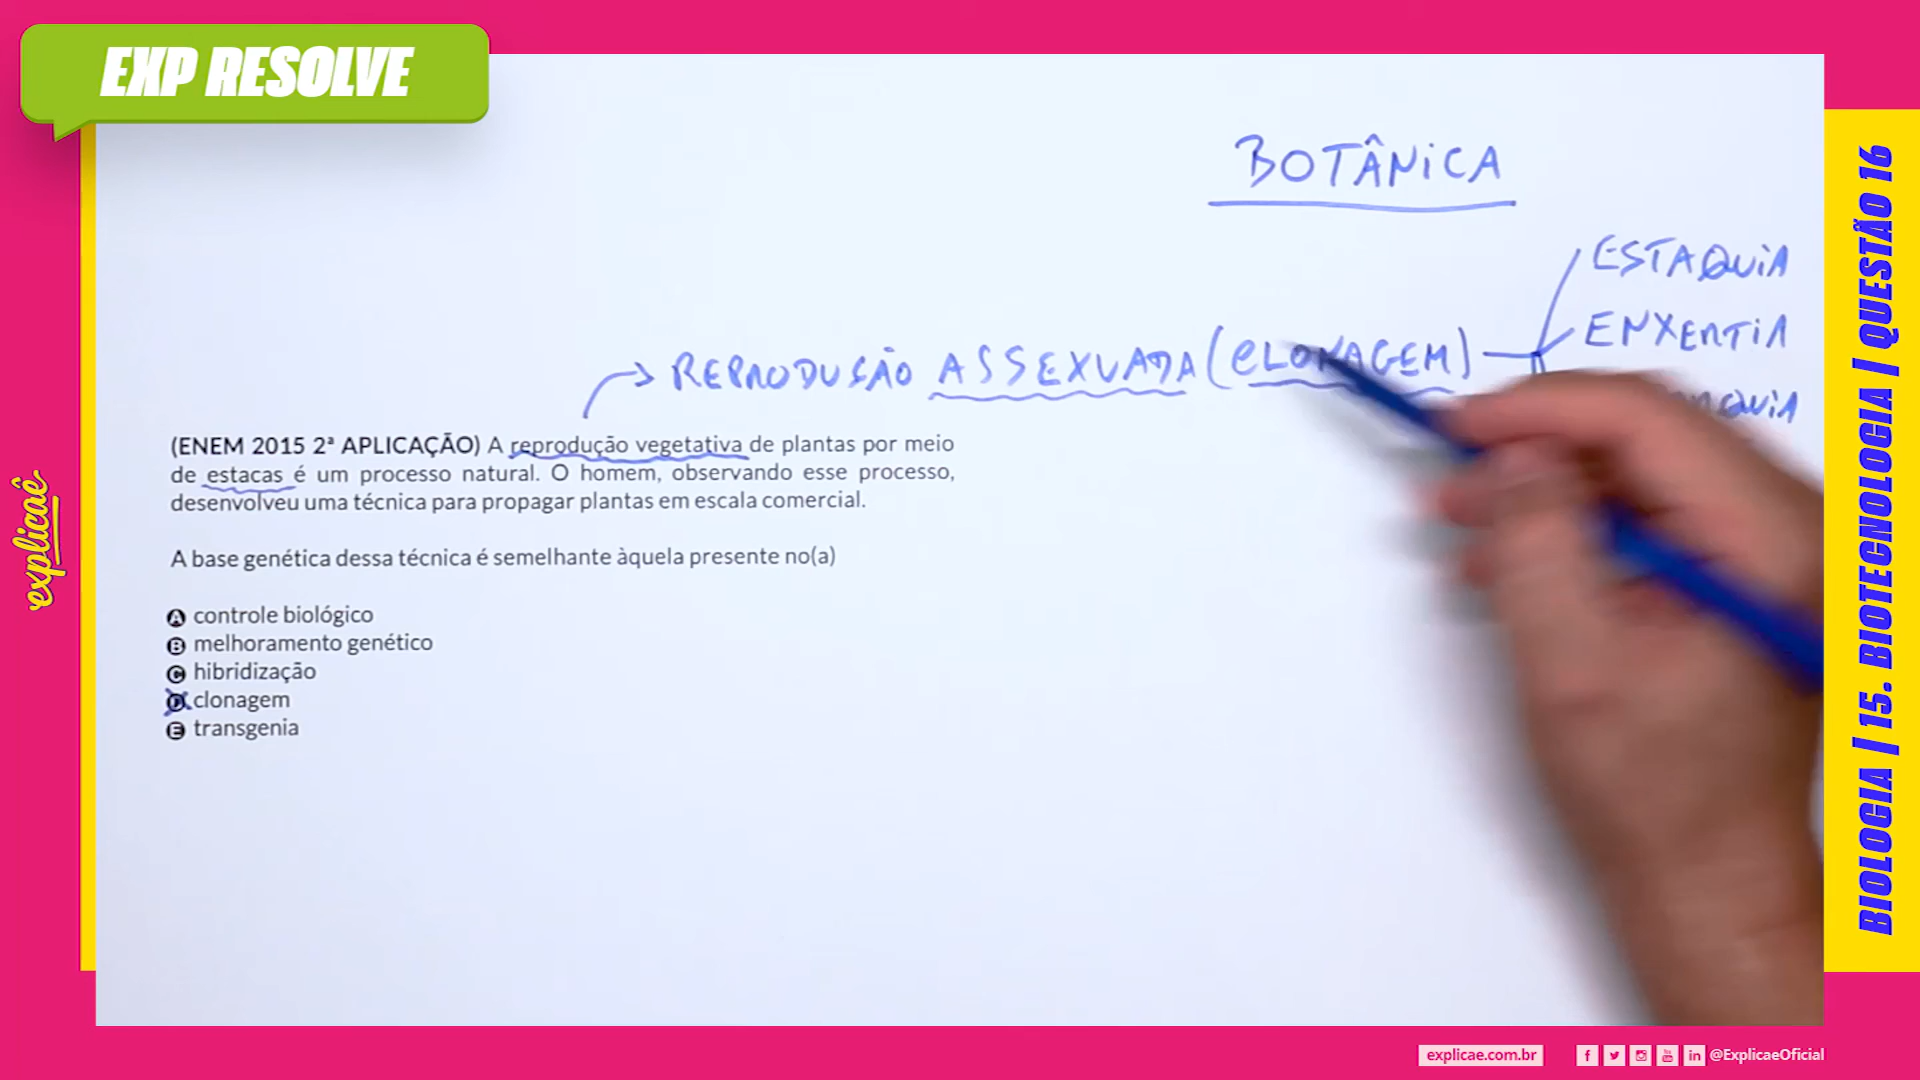 EXP RESOLVE
BOTÂNICA
ESTAQUIA
ENXERTIA
REPRODUÇÃO ASSEXUADA (CLONAGEM)
(ENEM 2015 2ª APLICAÇÃO) A reprodução vegetativa de plantas por meio
de estacas é um processo natural. O homem, observando esse processo,
desenvolveu uma técnica para propagar plantas em escala comercial.
A base genética dessa técnica é semelhante àquela presente no(a)
A controle biológico
B melhoramento genético
C hibridização
D clonagem
E transgenia
explicaê
BIOLOGIA | 15. BIOTECNOLOGIA | QUESTÃO 16
explicae.com.br
@ExplicaeOficial